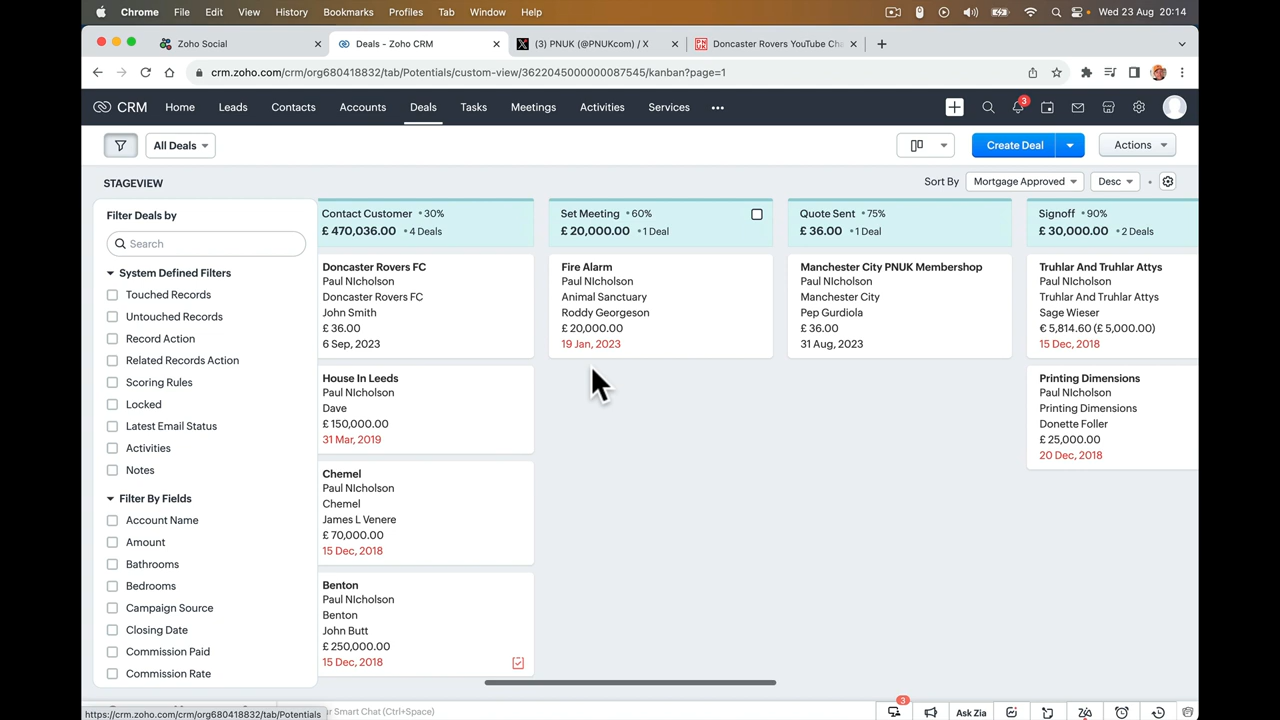 Chrome File Edit View History Bookmarks Profiles Tab Window Help Wed 23 Aug 20:14
Zoho Social Deals - Zoho CRM (3) PNUK (@PNUKcom) / X Doncaster Rovers YouTube Cha
crm.zoho.com/crm/org680418832/tab/Potentials/custom-view/3622045000000087545/kanban?page=1
CRM Home Leads Contacts Accounts Deals Tasks Meetings Activities Services 3
All Deals Create Deal Actions
STAGEVIEW Sort By Mortgage Approved Desc
Filter Deals by
Search
System Defined Filters
Touched Records
Untouched Records
Record Action
Related Records Action
Scoring Rules
Locked
Latest Email Status
Activities
Notes
Filter By Fields
Account Name
Amount
Bathrooms
Bedrooms
Campaign Source
Closing Date
Commission Paid
Commission Rate
Contact Customer • 30%
£ 470,036.00 • 4 Deals
Doncaster Rovers FC
Paul NIcholson
Doncaster Rovers FC
John Smith
£ 36.00
6 Sep, 2023
House In Leeds
Paul NIcholson
Dave
£ 150,000.00
31 Mar, 2019
Chemel
Paul NIcholson
Chemel
James L Venere
£ 70,000.00
15 Dec, 2018
Benton
Paul NIcholson
Benton
John Butt
£ 250,000.00
15 Dec, 2018
Set Meeting • 60%
£ 20,000.00 • 1 Deal
Fire Alarm
Paul NIcholson
Animal Sanctuary
Roddy Georgeson
£ 20,000.00
19 Jan, 2023
Quote Sent • 75%
£ 36.00 • 1 Deal
Manchester City PNUK Membershop
Paul NIcholson
Manchester City
Pep Gurdiola
£ 36.00
31 Aug, 2023
Signoff • 90%
£ 30,000.00 • 2 Deals
Truhlar And Truhlar Attys
Paul NIcholson
Truhlar And Truhlar Attys
Sage Wieser
€ 5,814.60 (£ 5,000.00)
15 Dec, 2018
Printing Dimensions
Paul NIcholson
Printing Dimensions
Donette Foller
£ 25,000.00
20 Dec, 2018
https://crm.zoho.com/crm/org680418832/tab/Potentials
ur Smart Chat (Ctrl+Space) 3 Ask Zia